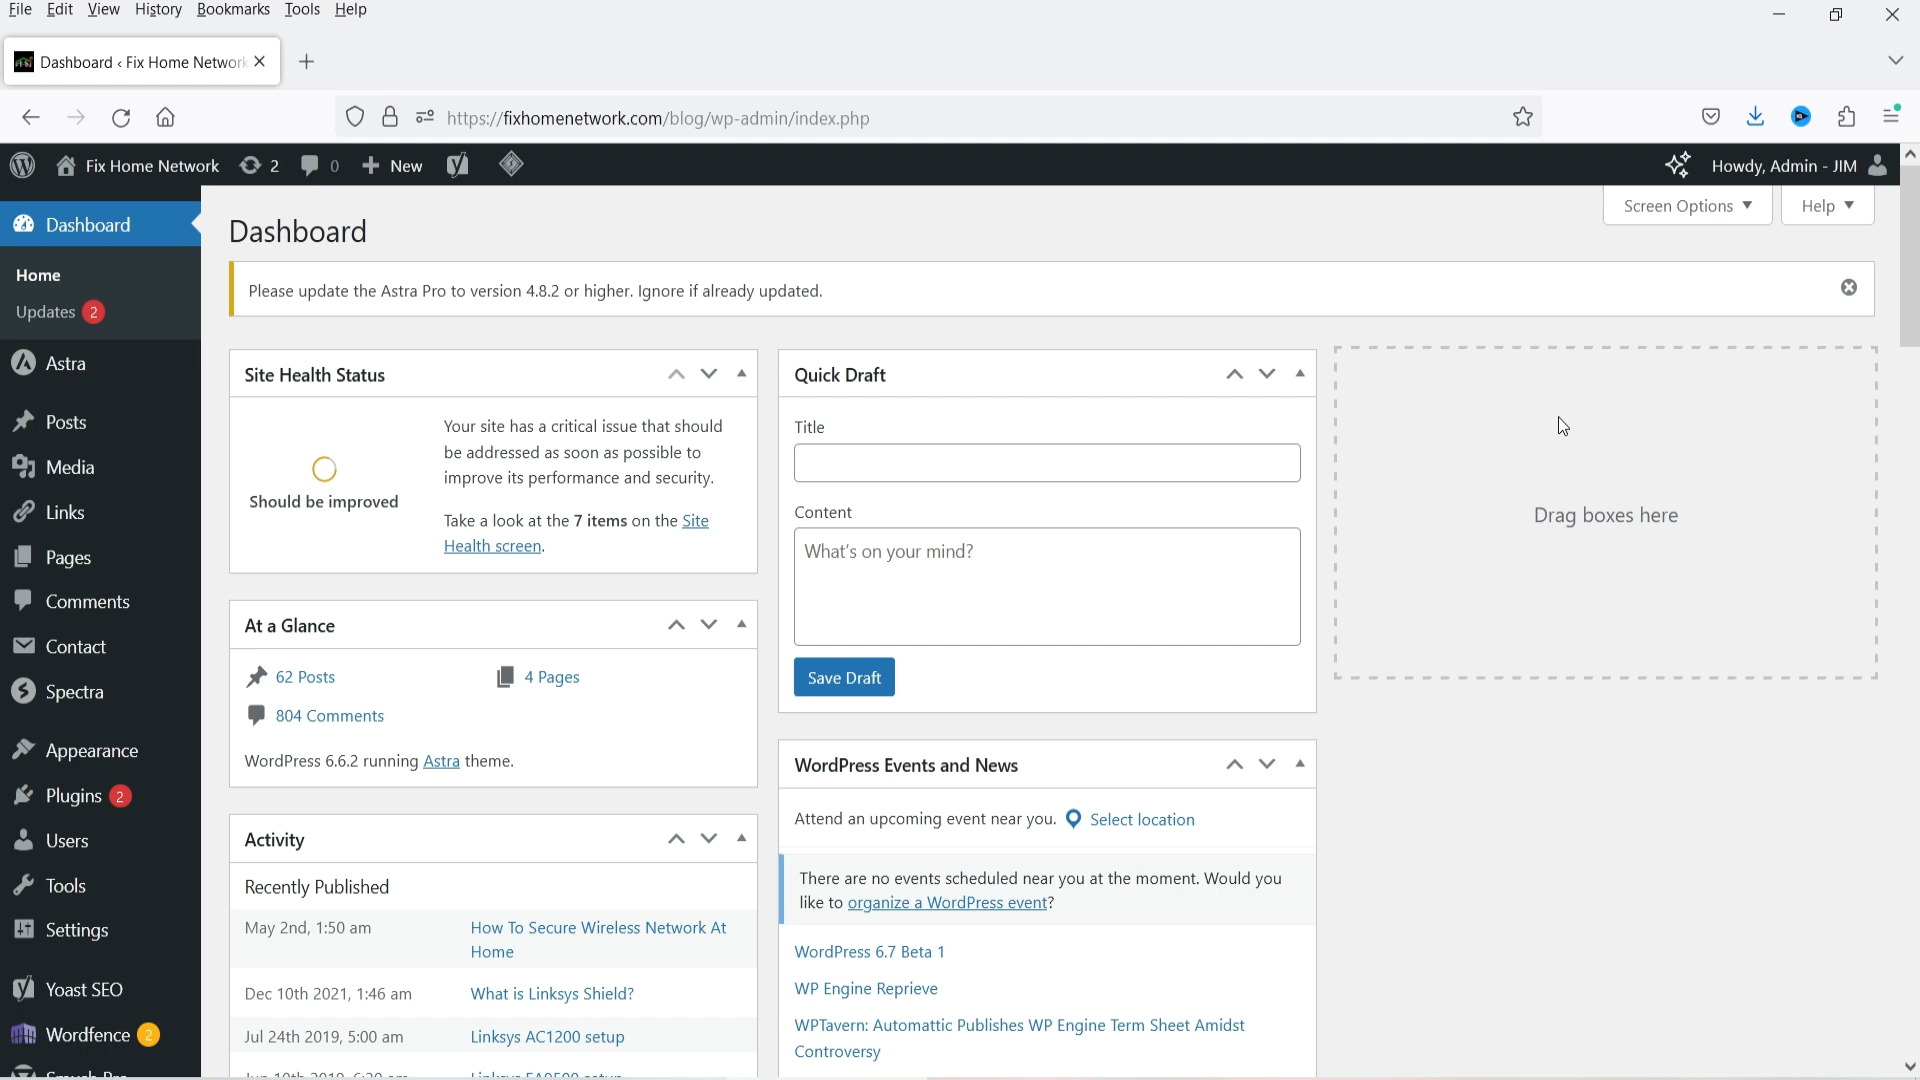 File Edit View History Bookmarks Tools Help
Dashboard ‹ Fix Home Network
https://fixhomenetwork.com/blog/wp-admin/index.php
Fix Home Network 2 0 New Howdy, Admin - JIM
Screen Options Help
Dashboard
Home
Updates 2
Astra
Posts
Media
Links
Pages
Comments
Contact
Spectra
Appearance
Plugins 2
Users
Tools
Settings
Yoast SEO
Wordfence 2
Dashboard
Please update the Astra Pro to version 4.8.2 or higher. Ignore if already updated.
Site Health Status
Should be improved
Your site has a critical issue that should
be addressed as soon as possible to
improve its performance and security.
Take a look at the 7 items on the Site
Health screen.
At a Glance
62 Posts 4 Pages
804 Comments
WordPress 6.6.2 running Astra theme.
Activity
Recently Published
May 2nd, 1:50 am How To Secure Wireless Network At
Home
Dec 10th 2021, 1:46 am What is Linksys Shield?
Jul 24th 2019, 5:00 am Linksys AC1200 setup
Quick Draft
Title
Content
What's on your mind?
Save Draft
WordPress Events and News
Attend an upcoming event near you. Select location
There are no events scheduled near you at the moment. Would you
like to organize a WordPress event?
WordPress 6.7 Beta 1
WP Engine Reprieve
WPTavern: Automattic Publishes WP Engine Term Sheet Amidst
Controversy
Drag boxes here